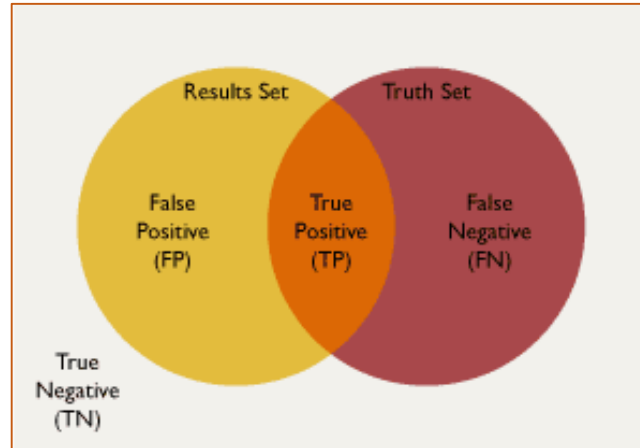 Results Set
Truth Set
False
Positive
(FP)
True
Positive
(TP)
False
Negative
(FN)
True
Negative
(TN)